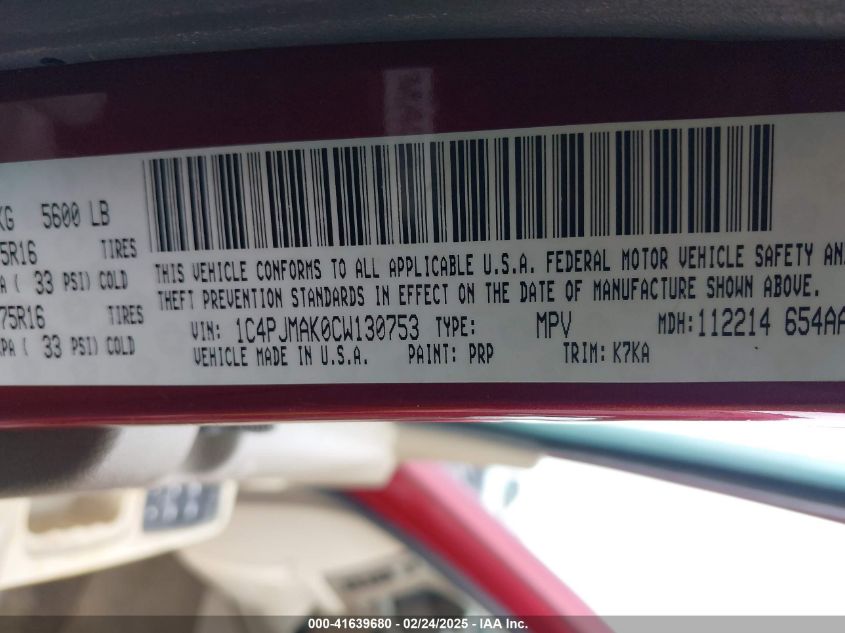 KG 5600 LB
5R16 TIRES
PA ( 33 PSI) COLD
75R16 TIRES
KPA ( 33 PSI) COLD
THIS VEHICLE CONFORMS TO ALL APPLICABLE U.S.A. FEDERAL MOTOR VEHICLE SAFETY AN
THEFT PREVENTION STANDARDS IN EFFECT ON THE DATE OF MANUFACTURE SHOWN ABOVE.
VIN: 1C4PJMAK0CW130753 TYPE: MPV MDH: 112214 654AA
VEHICLE MADE IN U.S.A. PAINT: PRP TRIM: K7KA
000-41639680 - 02/24/2025 - IAA Inc.